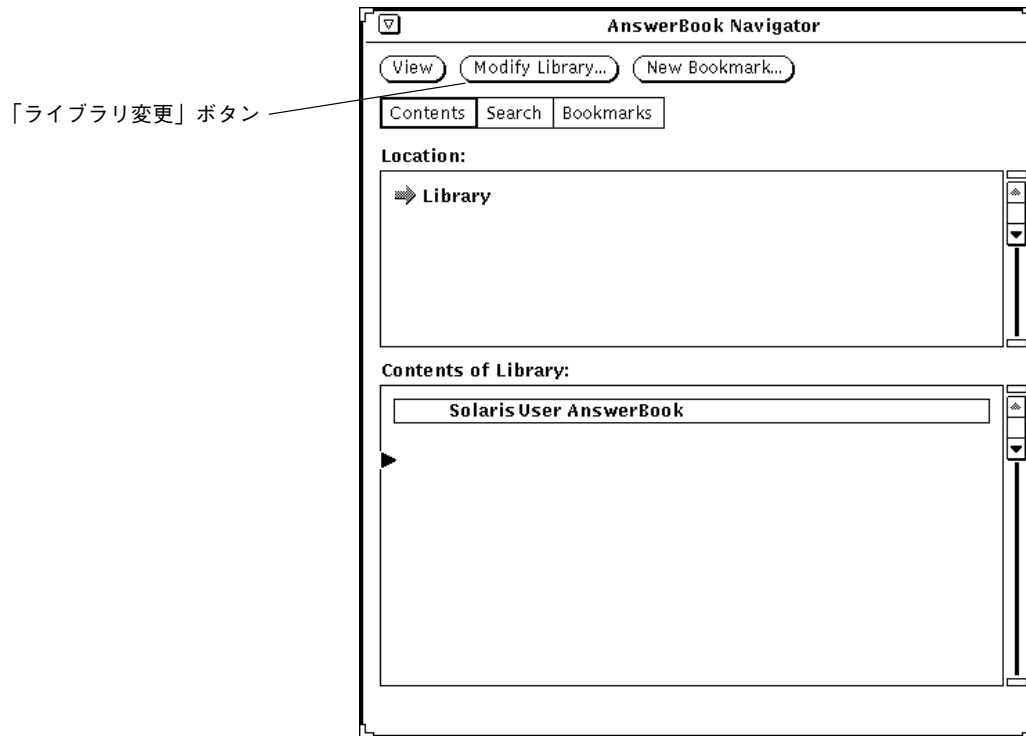 AnswerBook Navigator
View Modify Library... New Bookmark...
「ライブラリ変更」ボタン
Contents Search Bookmarks
Location:
Library
Contents of Library:
Solaris User AnswerBook